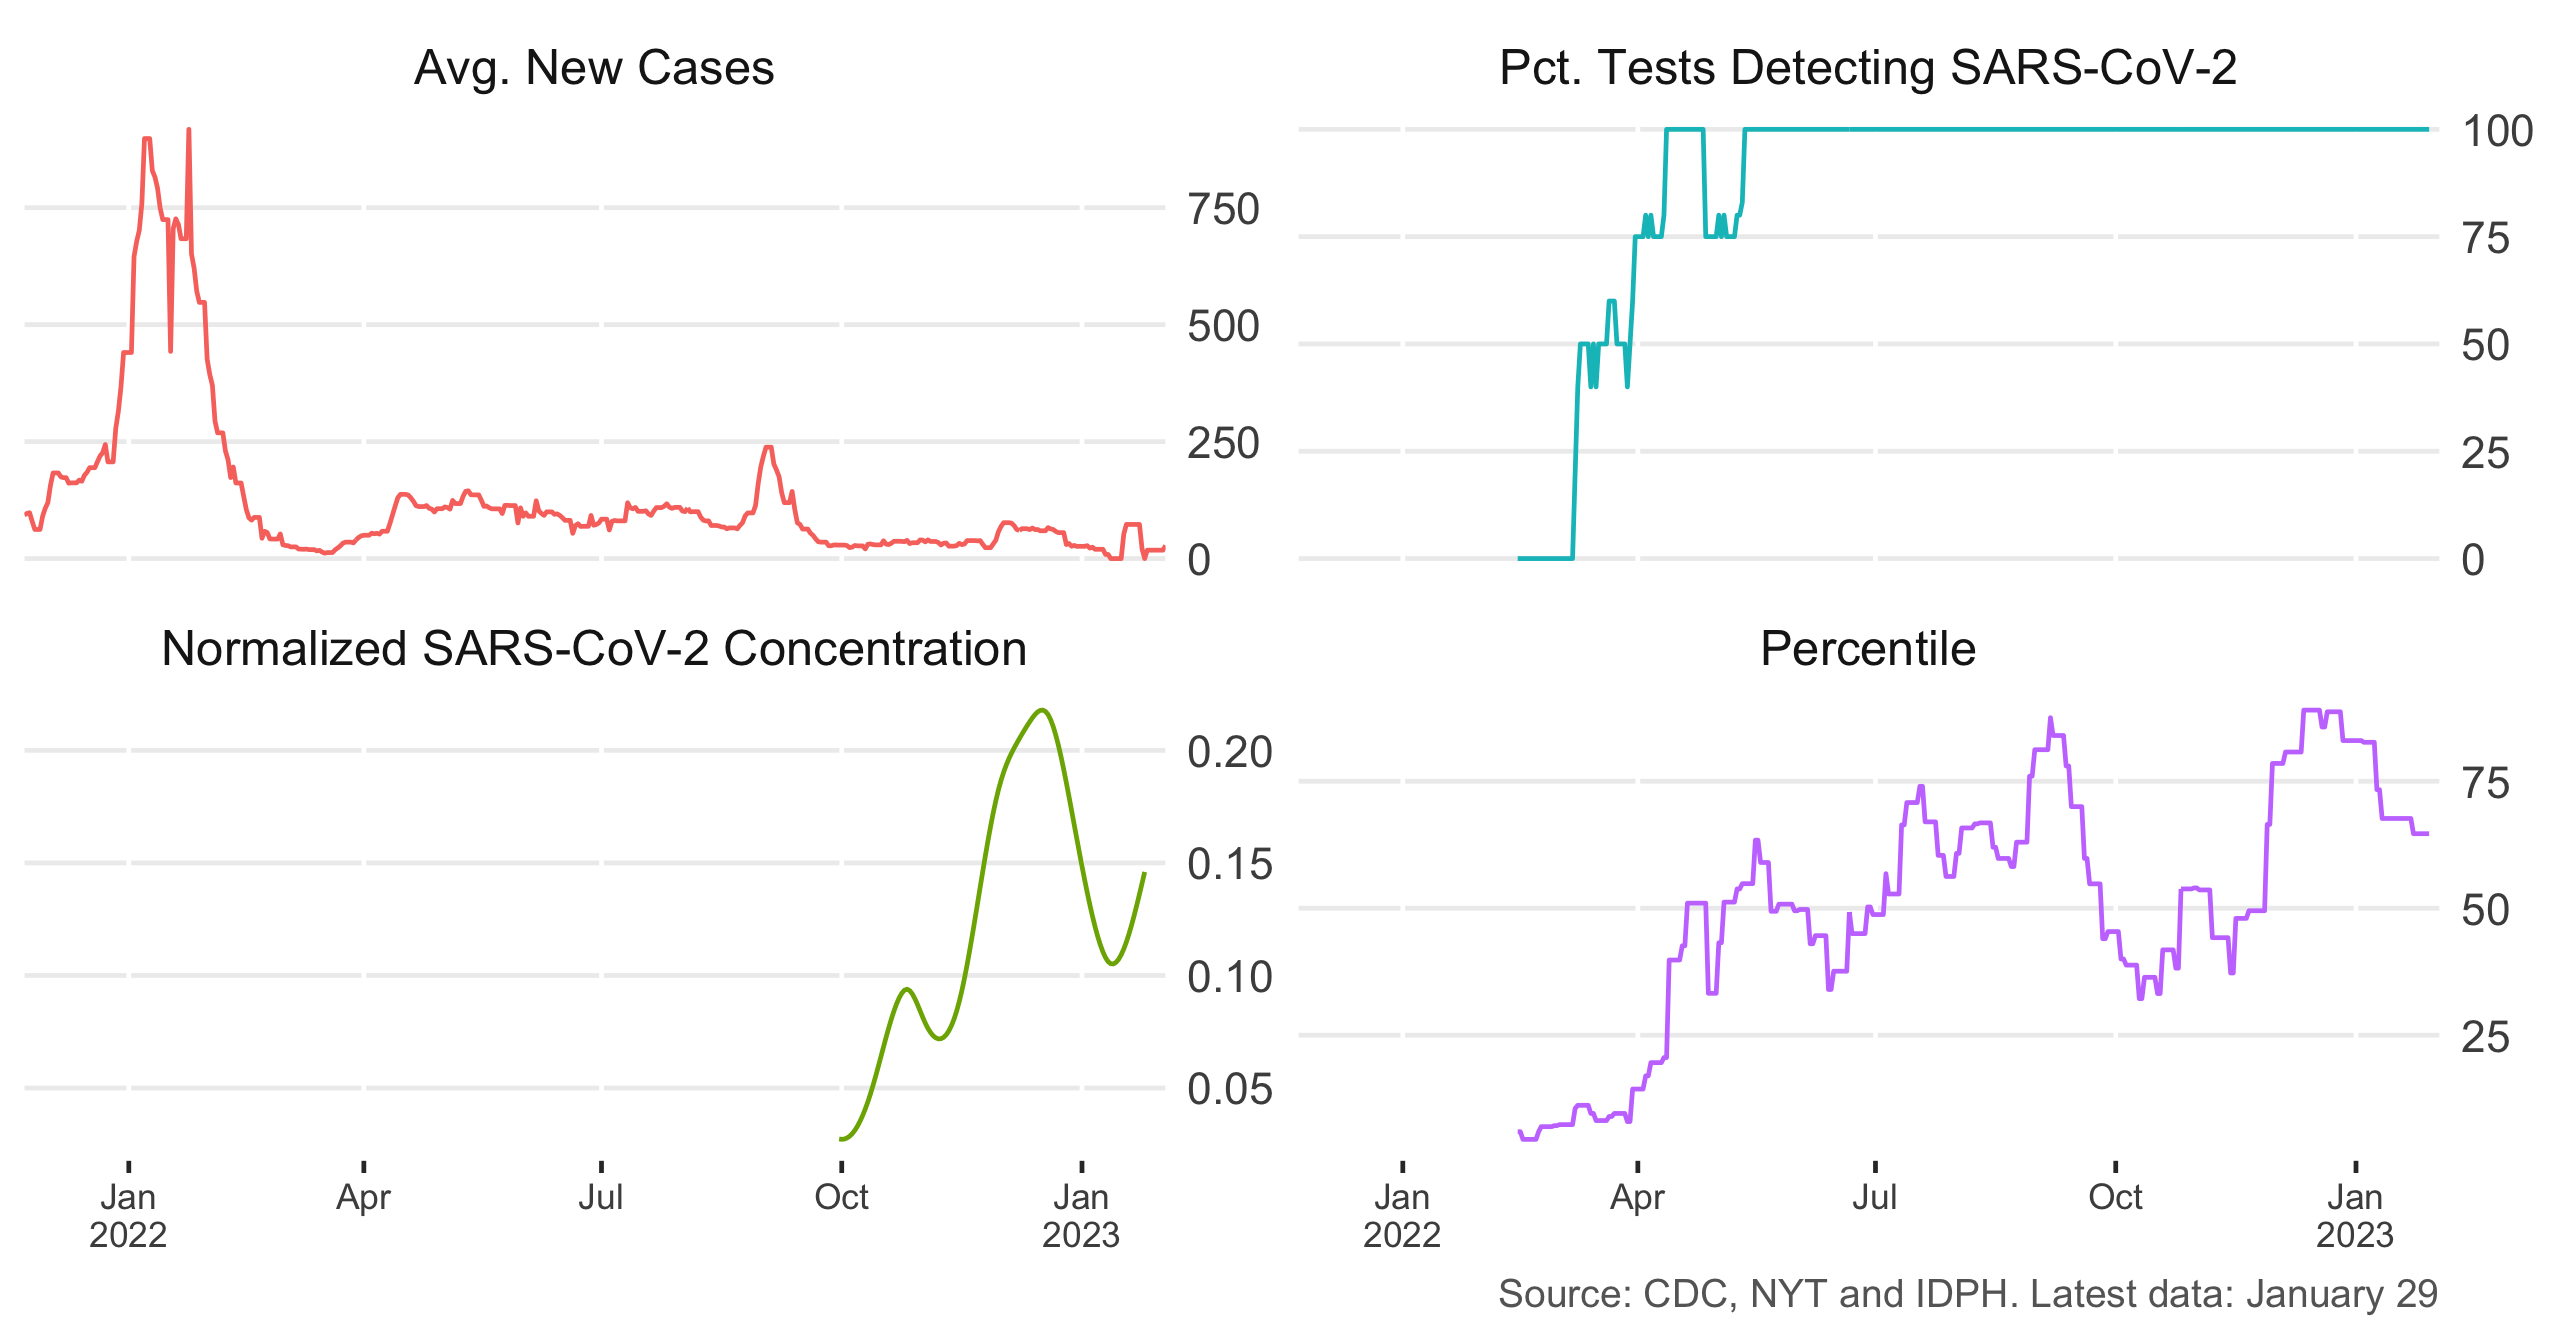 Avg. New Cases
750
500
250
0
Pct. Tests Detecting SARS-CoV-2
100
75
50
25
0
Normalized SARS-CoV-2 Concentration
0.20
0.15
0.10
0.05
Jan
2022
Apr
Jul
Oct
Jan
2023
Percentile
75
50
25
Jan
2022
Apr
Jul
Oct
Jan
2023
Source: CDC, NYT and IDPH. Latest data: January 29